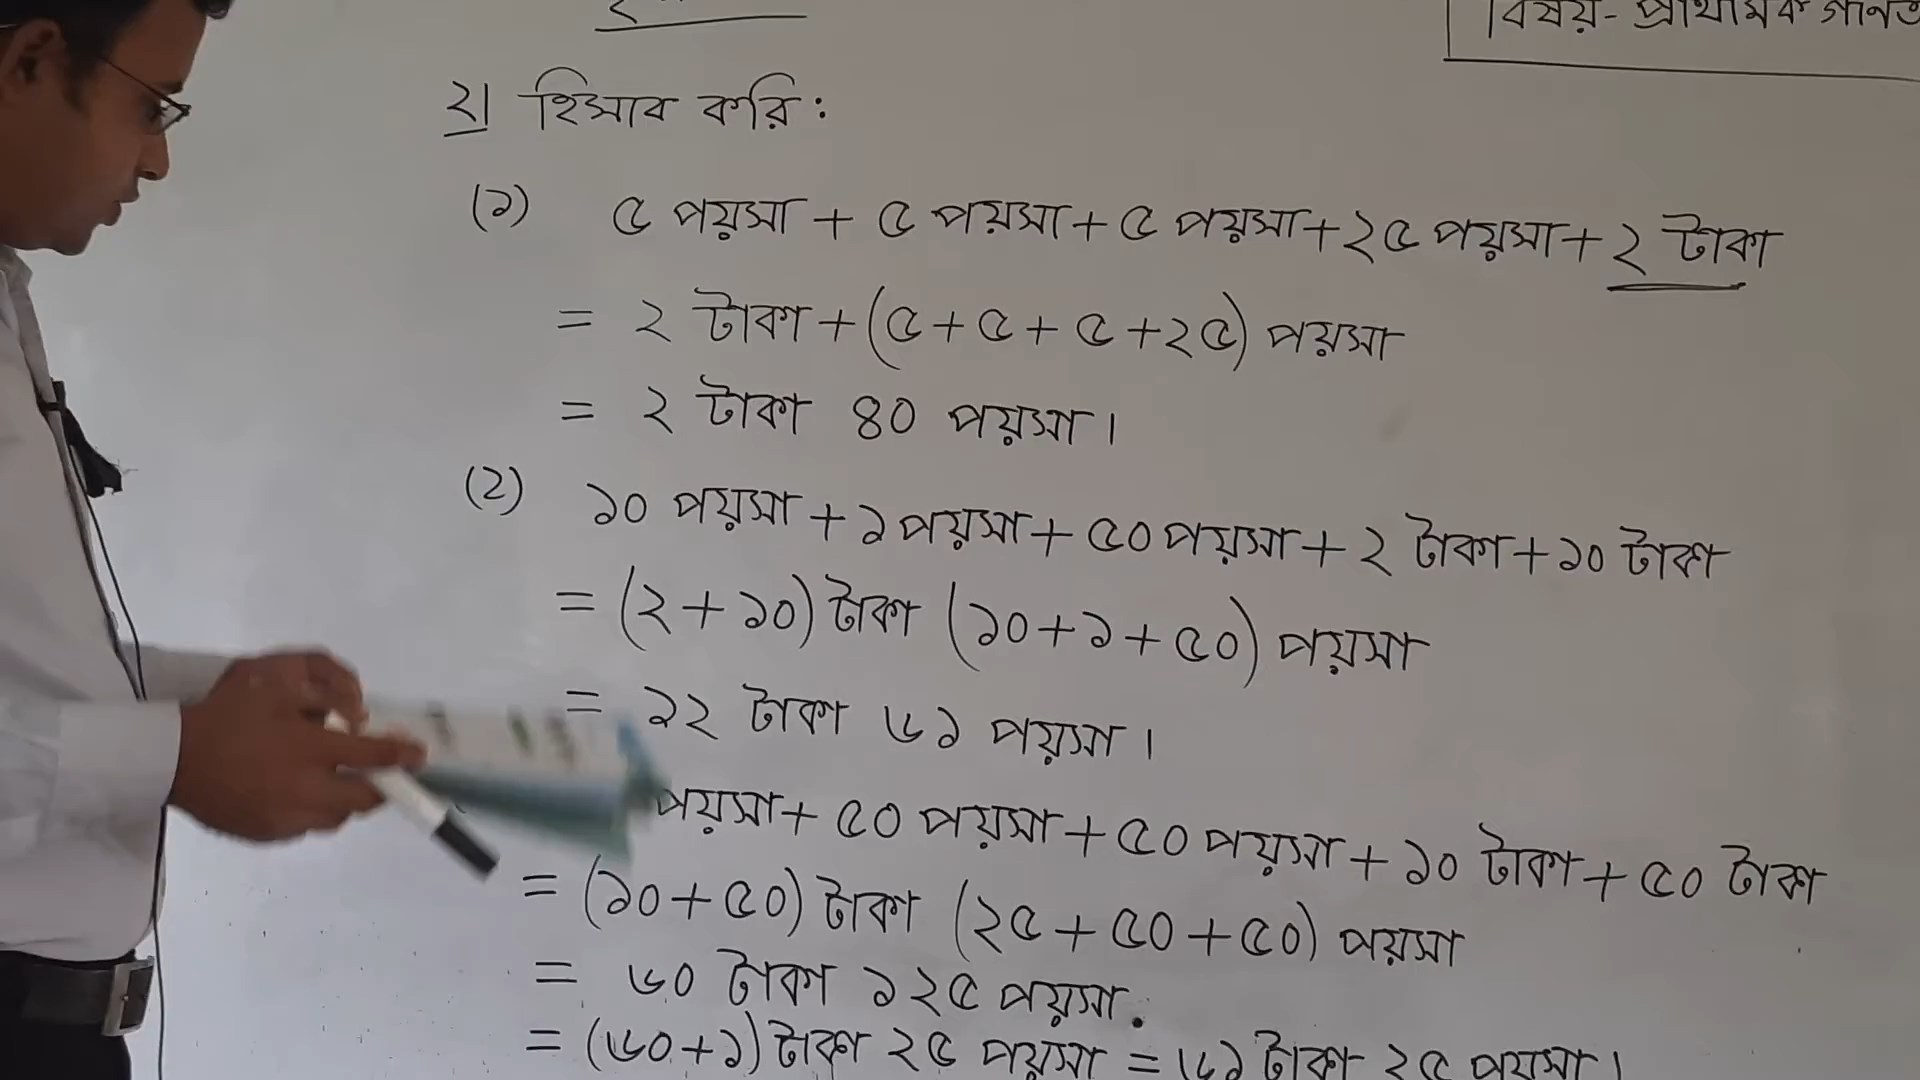 বিষয়- প্রাথমিক গণিত
২। হিসাব করি:
(১) ৫ পয়সা + ৫ পয়সা + ৫ পয়সা + ২৫ পয়সা + ২ টাকা
= ২ টাকা + (৫ + ৫ + ৫ + ২৫) পয়সা
= ২ টাকা ৪০ পয়সা।
(2) ১০ পয়সা + ১ পয়সা + ৫০ পয়সা + ২ টাকা + ১০ টাকা
= (২ + ১০) টাকা (১০ + ১ + ৫০) পয়সা
= ১২ টাকা ৬১ পয়সা।
পয়সা + ৫০ পয়সা + ৫০ পয়সা + ১০ টাকা + ৫০ টাকা
= (১০ + ৫০) টাকা (২৫ + ৫০ + ৫০) পয়সা
= ৬০ টাকা ১২৫ পয়সা.
= (৬০ + ১) টাকা ২৫ পয়সা = ৬১ টাকা ২৫ পয়সা।